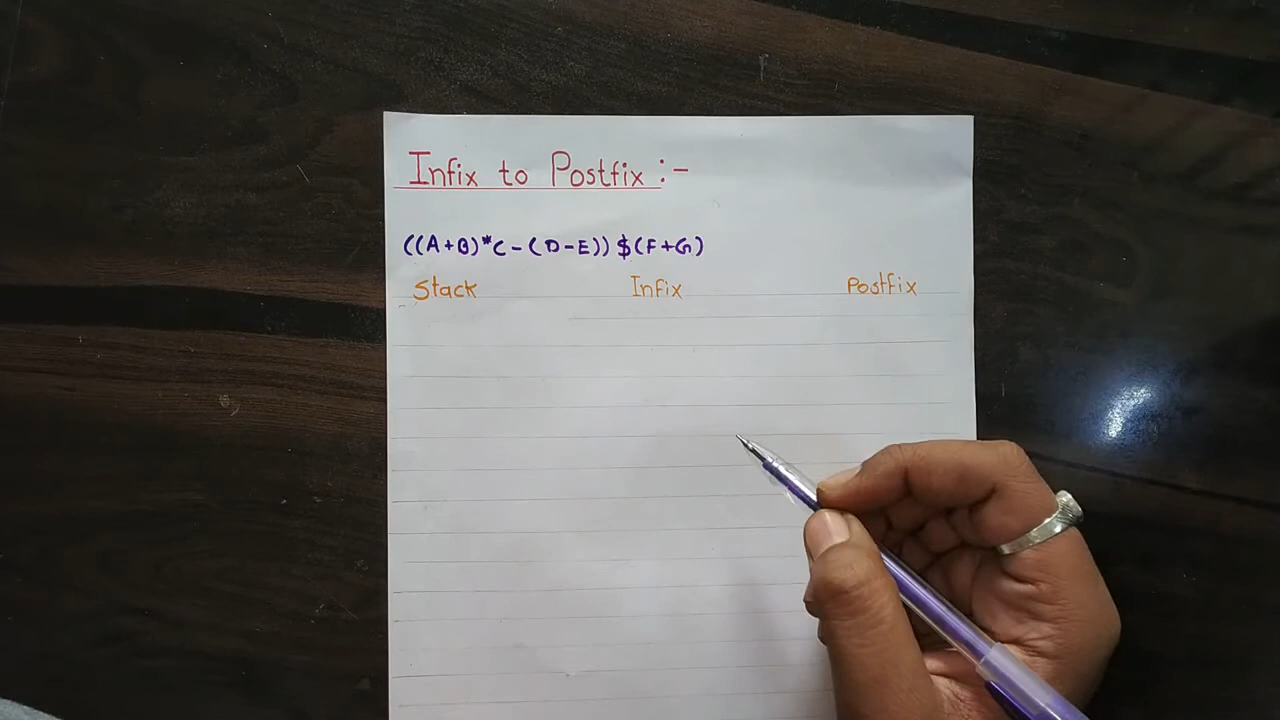 Infix to Postfix :-
((A+B)*C-(D-E))$(F+G)
Stack Infix Postfix